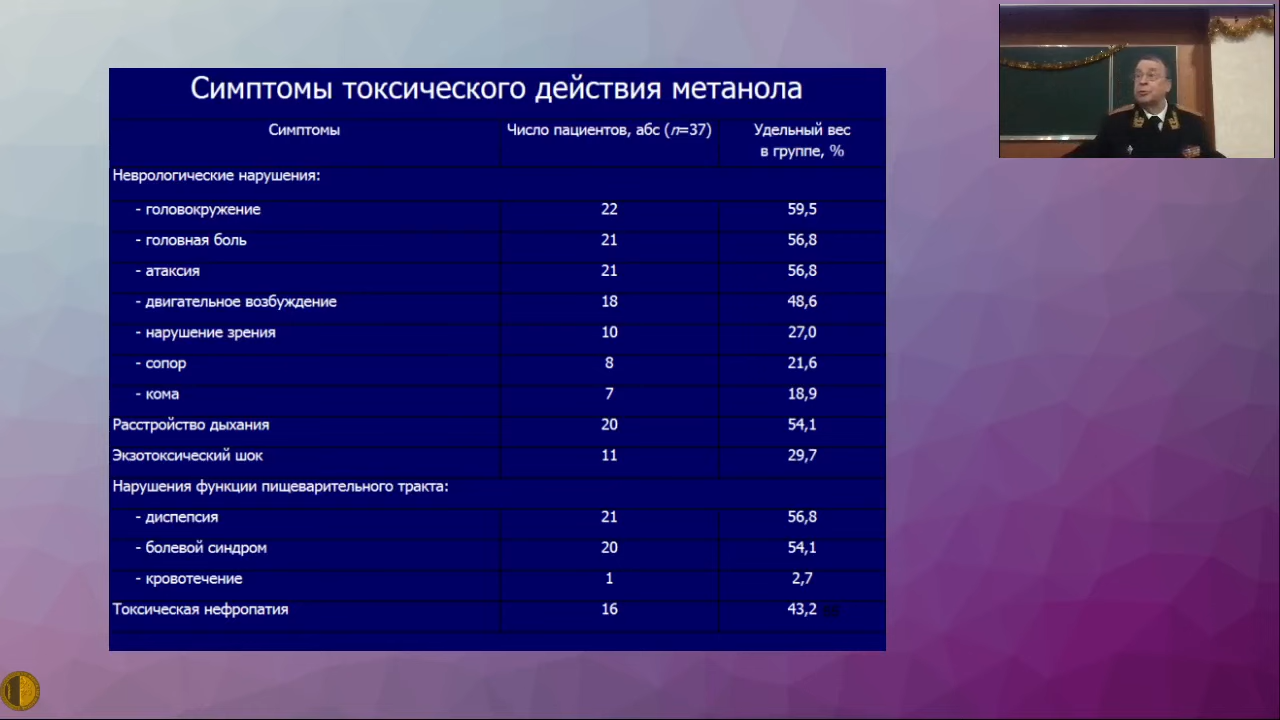 Симптомы токсического действия метанола
Симптомы Число пациентов, абс (n=37) Удельный вес
в группе, %
Неврологические нарушения:
- головокружение 22 59,5
- головная боль 21 56,8
- атаксия 21 56,8
- двигательное возбуждение 18 48,6
- нарушение зрения 10 27,0
- сопор 8 21,6
- кома 7 18,9
Расстройство дыхания 20 54,1
Экзотоксический шок 11 29,7
Нарушения функции пищеварительного тракта:
- диспепсия 21 56,8
- болевой синдром 20 54,1
- кровотечение 1 2,7
Токсическая нефропатия 16 43,2